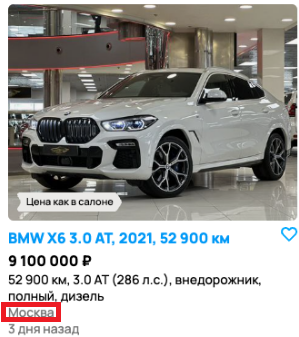 Цена как в салоне
BMW X6 3.0 AT, 2021, 52 900 км
9 100 000 ₽
52 900 км, 3.0 AT (286 л.с.), внедорожник,
полный, дизель
Москва
3 дня назад